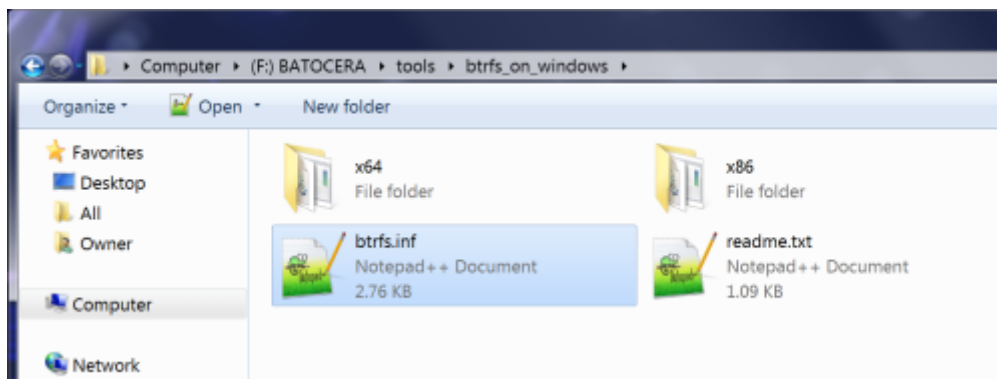 Computer (F:) BATOCERA tools btrfs_on_windows
Organize Open New folder
Favorites
Desktop
All
Owner
Computer
Network
x64
File folder
x86
File folder
btrfs.inf
Notepad++ Document
2.76 KB
readme.txt
Notepad++ Document
1.09 KB